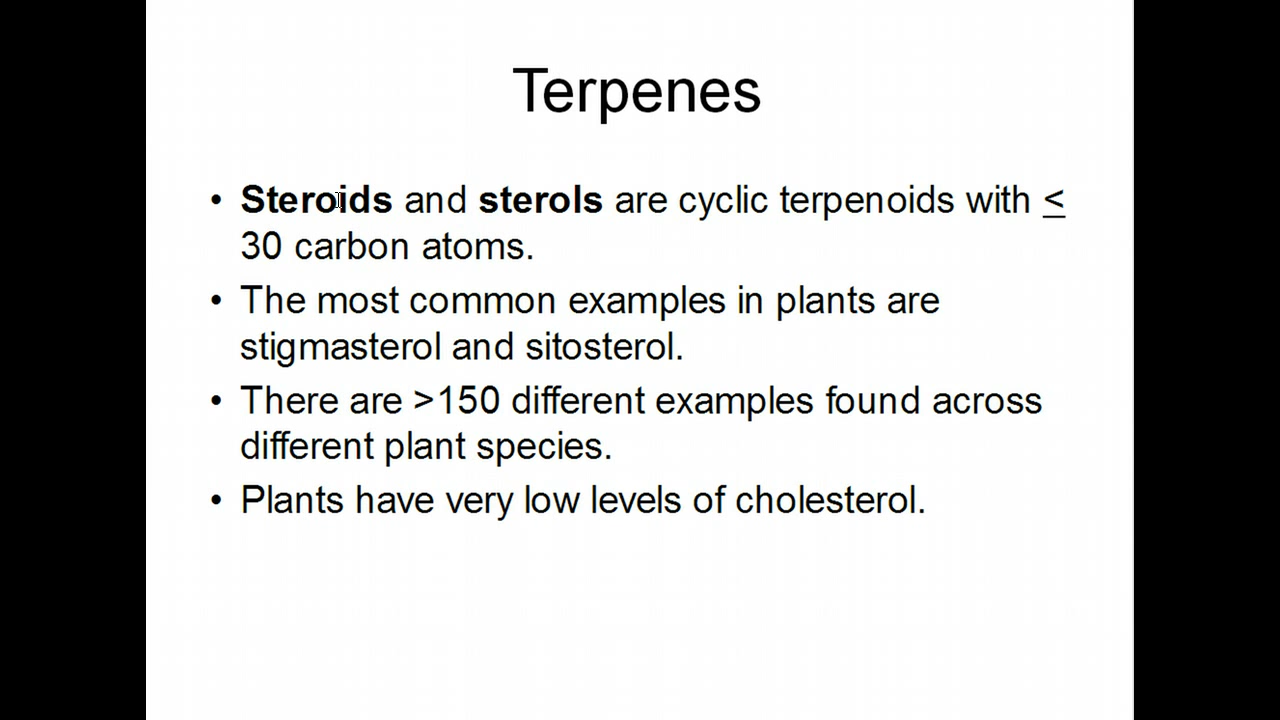 Terpenes
• Steroids and sterols are cyclic terpenoids with ≤
30 carbon atoms.
• The most common examples in plants are
stigmasterol and sitosterol.
• There are >150 different examples found across
different plant species.
• Plants have very low levels of cholesterol.